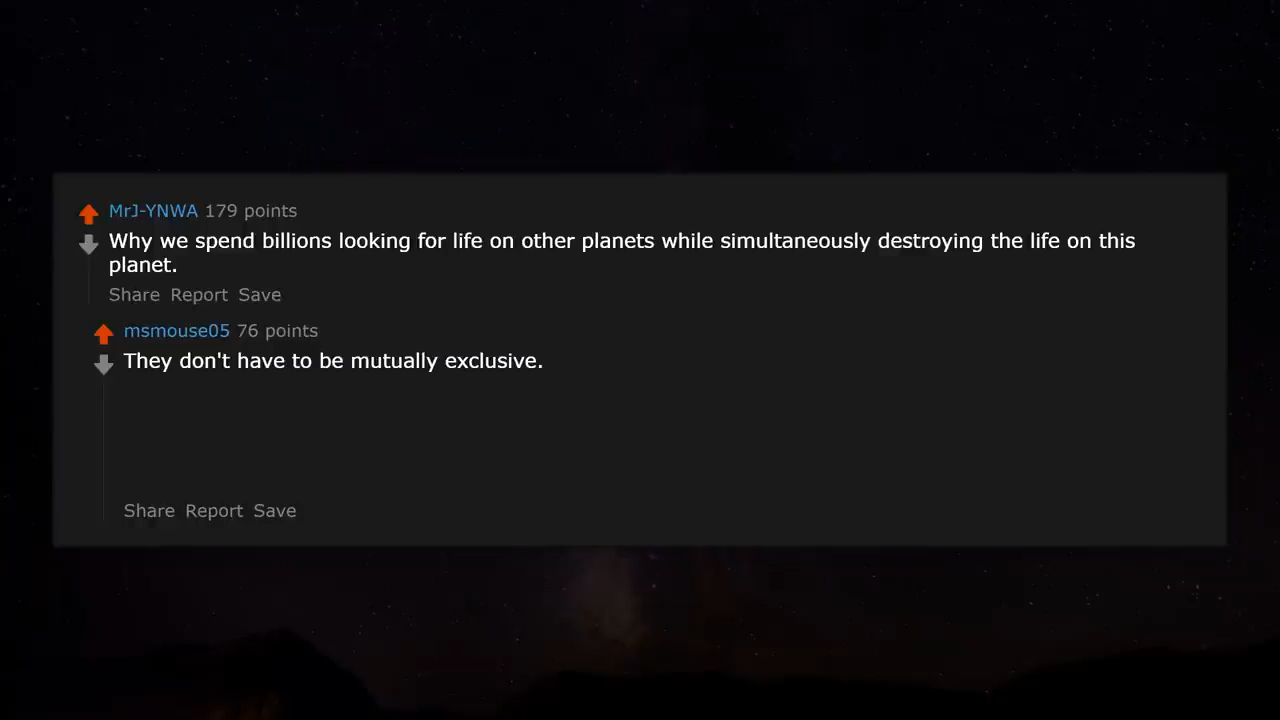 MrJ-YNWA 179 points
Why we spend billions looking for life on other planets while simultaneously destroying the life on this
planet.
Share Report Save
msmouse05 76 points
They don't have to be mutually exclusive.
Share Report Save